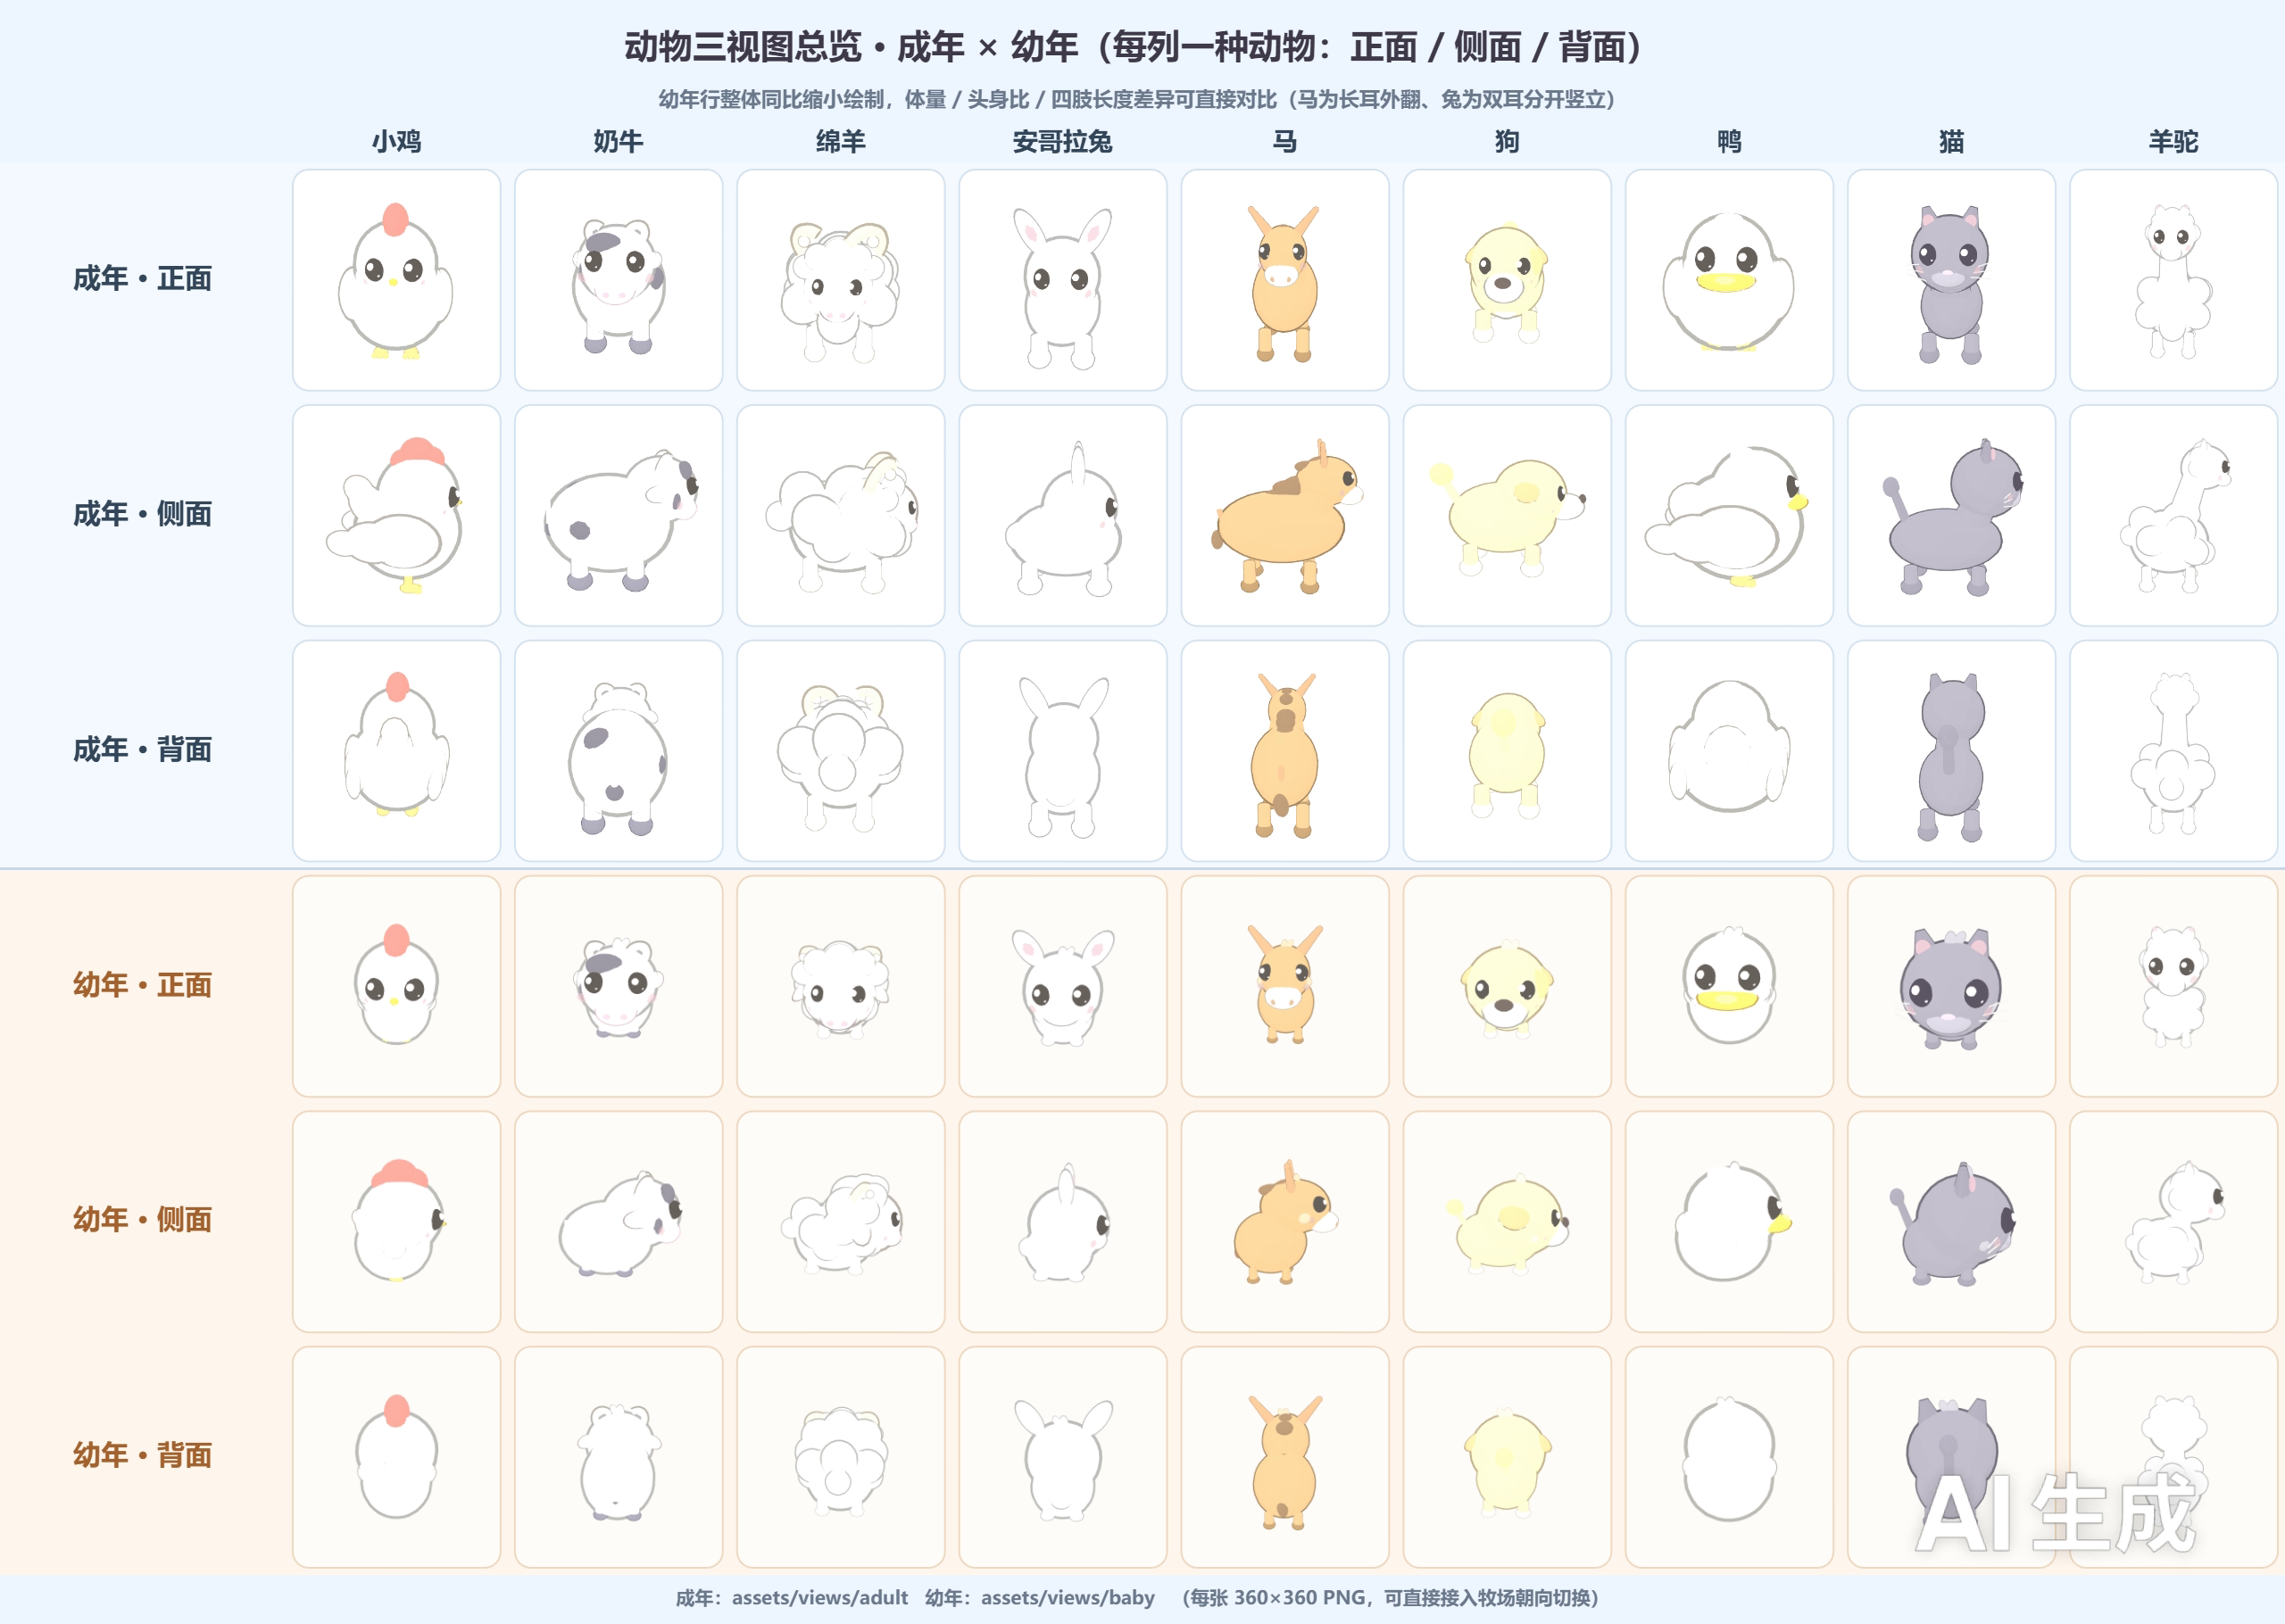 动物三视图总览 · 成年 × 幼年（每列一种动物：正面 / 侧面 / 背面）
幼年行整体同比缩小绘制，体量 / 头身比 / 四肢长度差异可直接对比（马为长耳外翻、兔为双耳分开竖立）
小鸡 奶牛 绵羊 安哥拉兔 马 狗 鸭 猫 羊驼
成年 · 正面
成年 · 侧面
成年 · 背面
幼年 · 正面
幼年 · 侧面
幼年 · 背面
AI 生成
成年：assets/views/adult 幼年：assets/views/baby （每张 360×360 PNG，可直接接入牧场朝向切换）